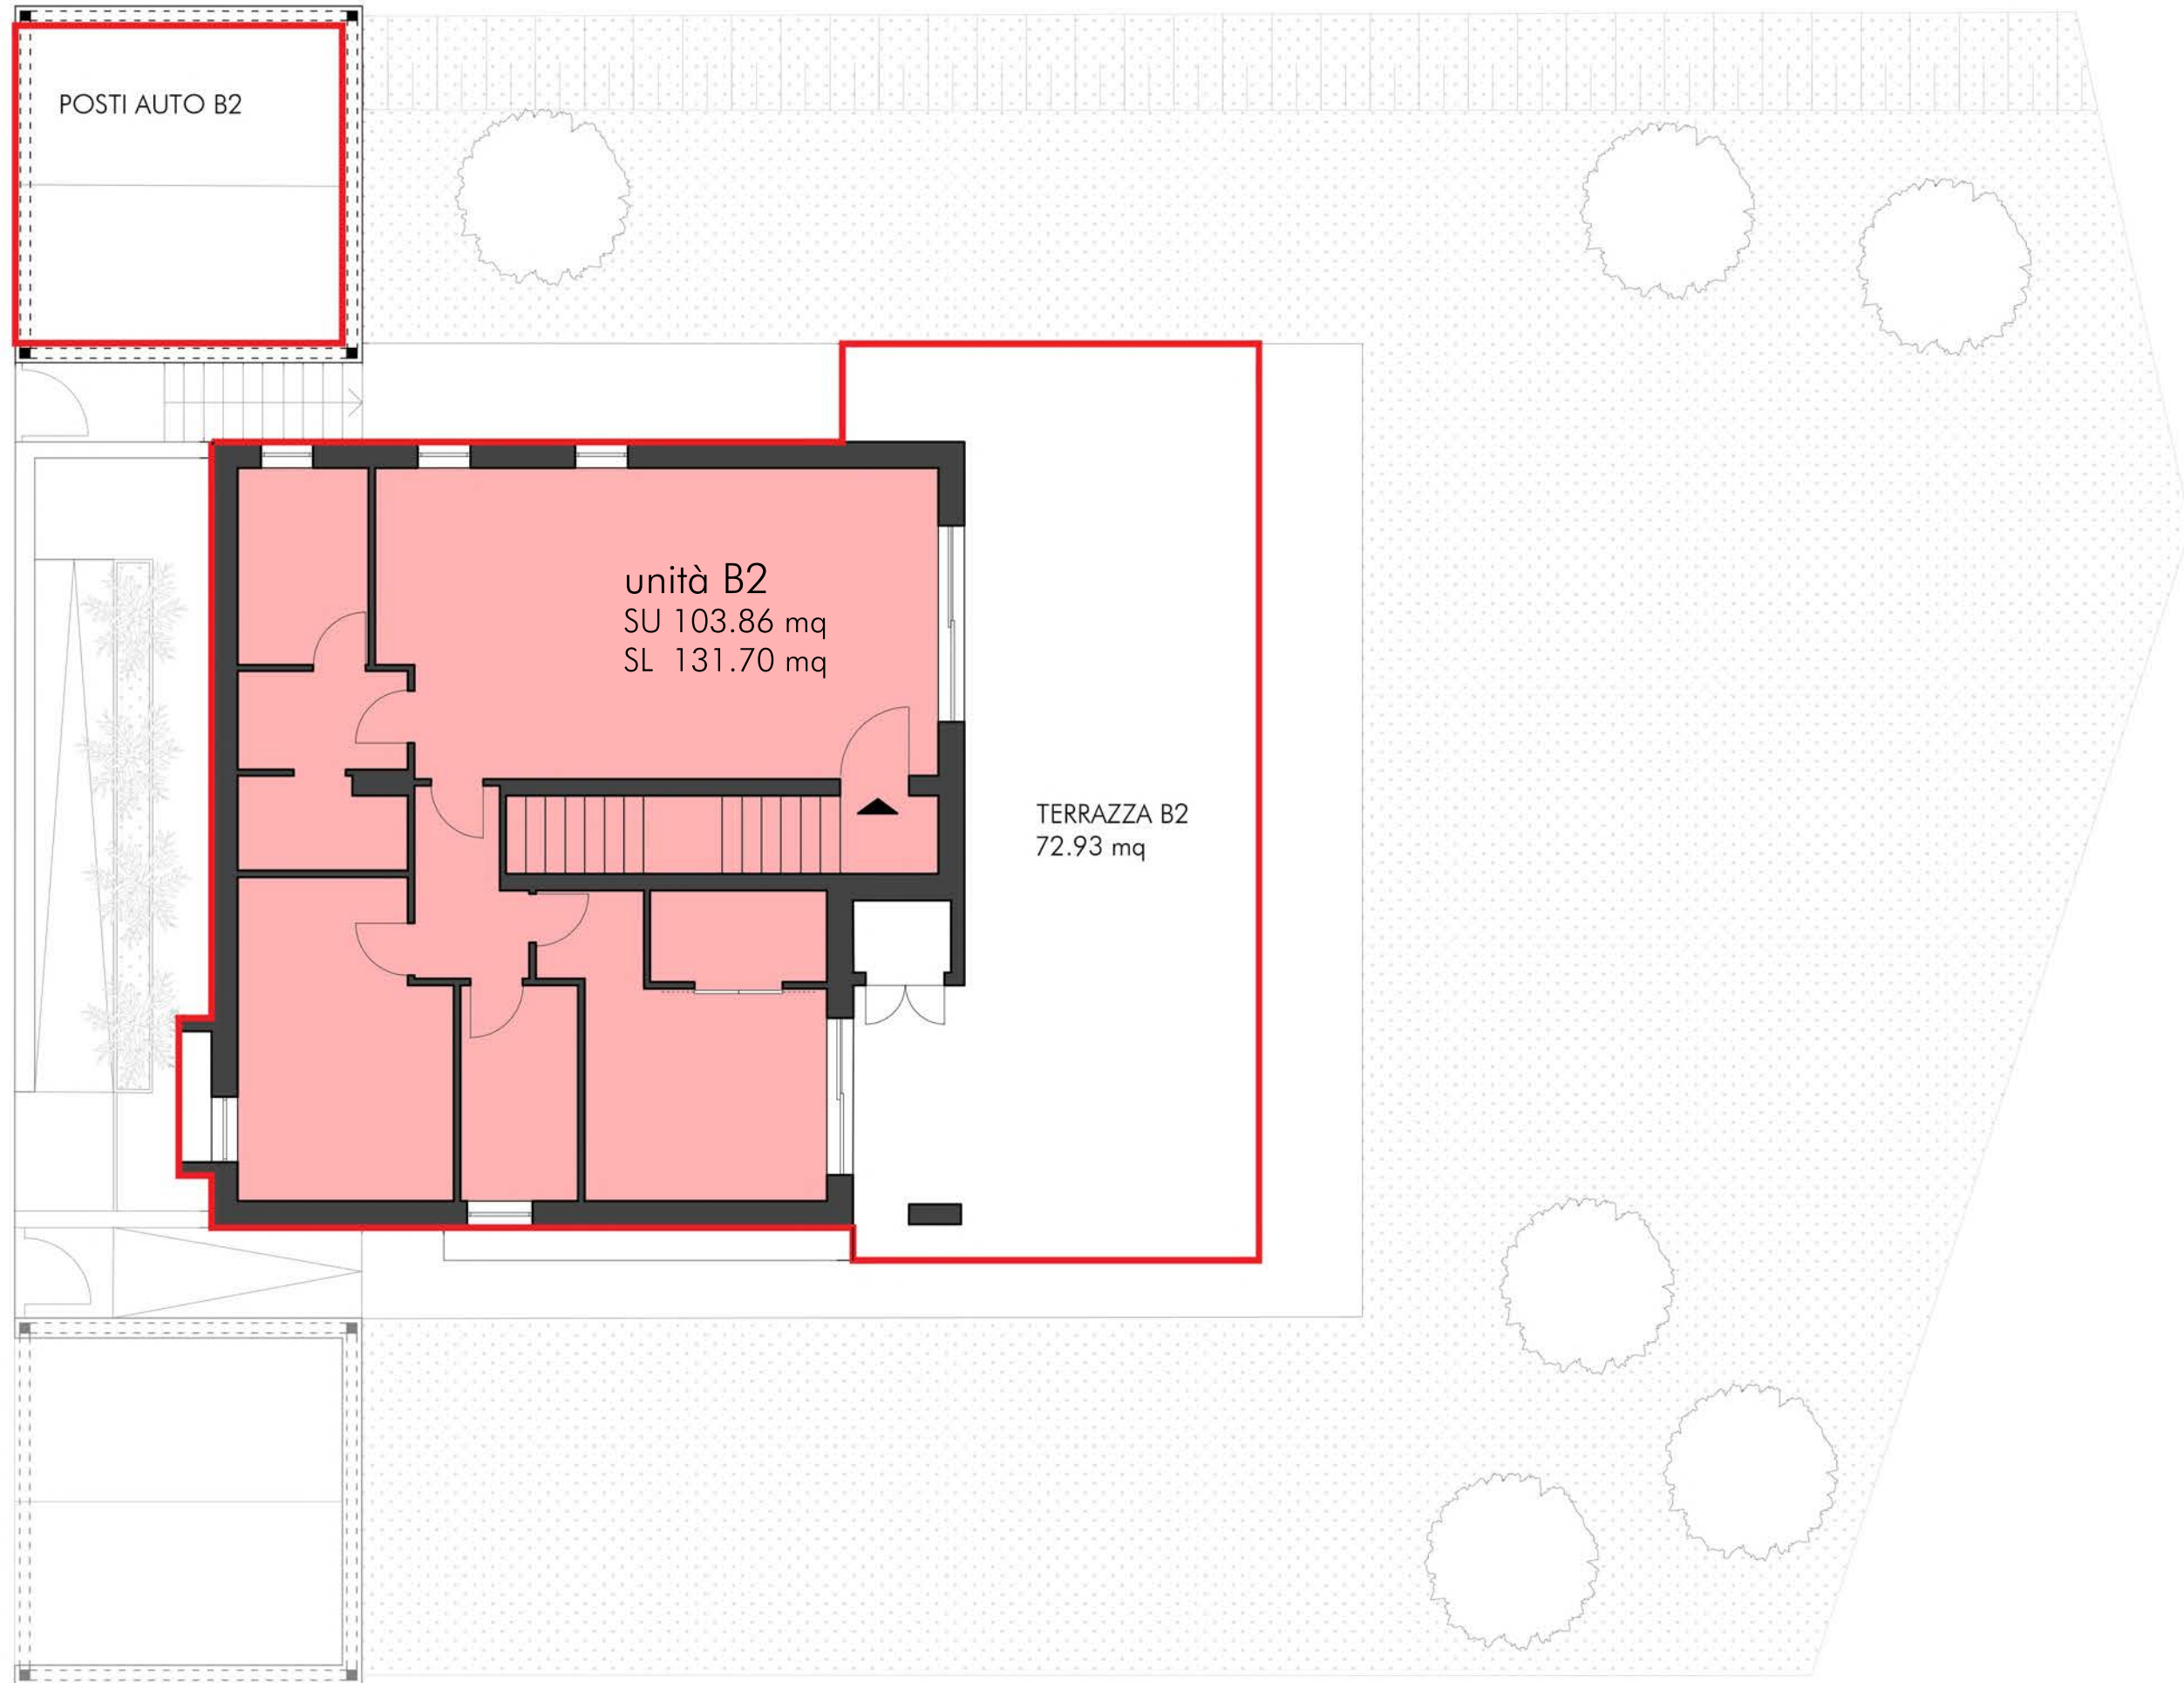 POSTI AUTO B2
unità B2
SU 103.86 mq
SL 131.70 mq
TERRAZZA B2
72.93 mq